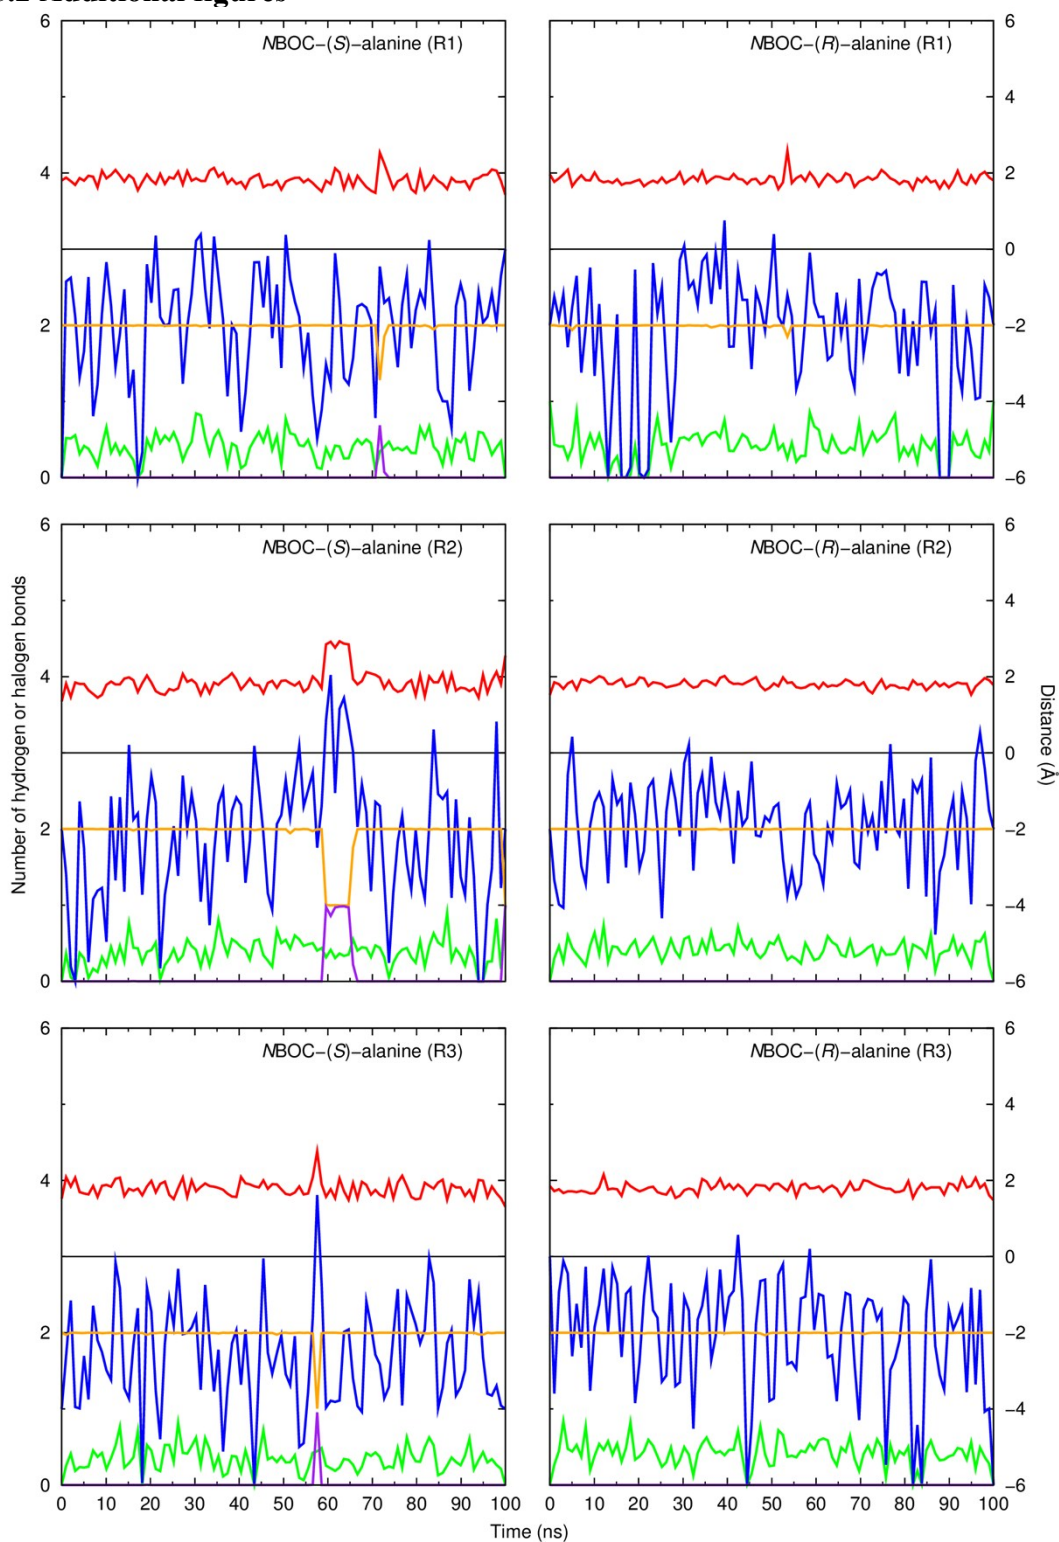 Additional figures
NBOC−(S)−alanine (R1)
NBOC−(R)−alanine (R1)
6
4
2
0
6
4
2
0
−2
−4
−6
NBOC−(S)−alanine (R2)
NBOC−(R)−alanine (R2)
6
4
2
0
6
4
2
0
−2
−4
−6
Number of hydrogen or halogen bonds
Distance (Å)
NBOC−(S)−alanine (R3)
NBOC−(R)−alanine (R3)
6
4
2
0
6
4
2
0
−2
−4
−6
0 10 20 30 40 50 60 70 80 90 100
0 10 20 30 40 50 60 70 80 90 100
Time (ns)